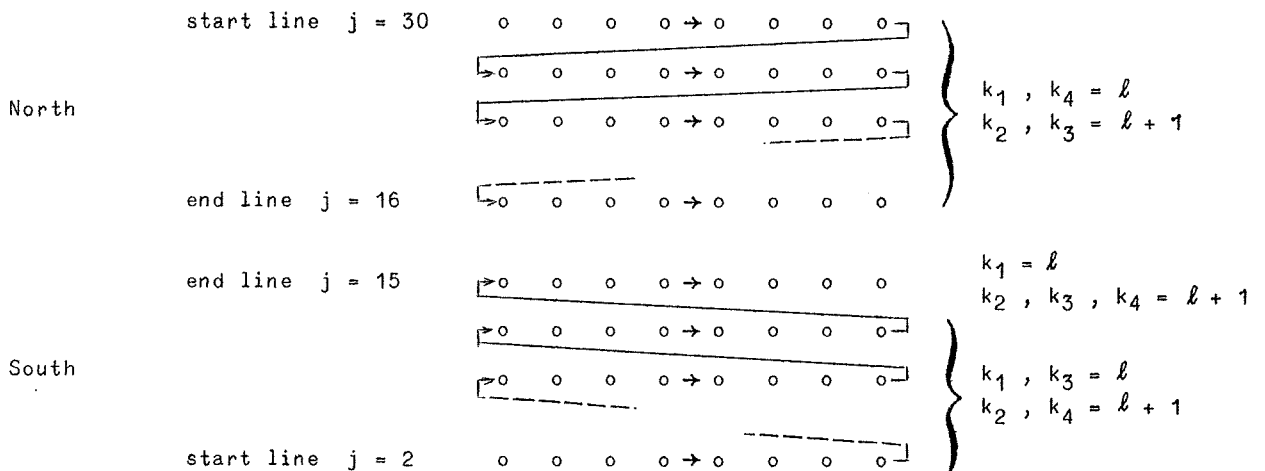 start line j = 30
North
k₁ , k₄ = ℓ
k₂ , k₃ = ℓ + 1
end line j = 16
end line j = 15
k₁ = ℓ
k₂ , k₃ , k₄ = ℓ + 1
South
k₁ , k₃ = ℓ
k₂ , k₄ = ℓ + 1
start line j = 2